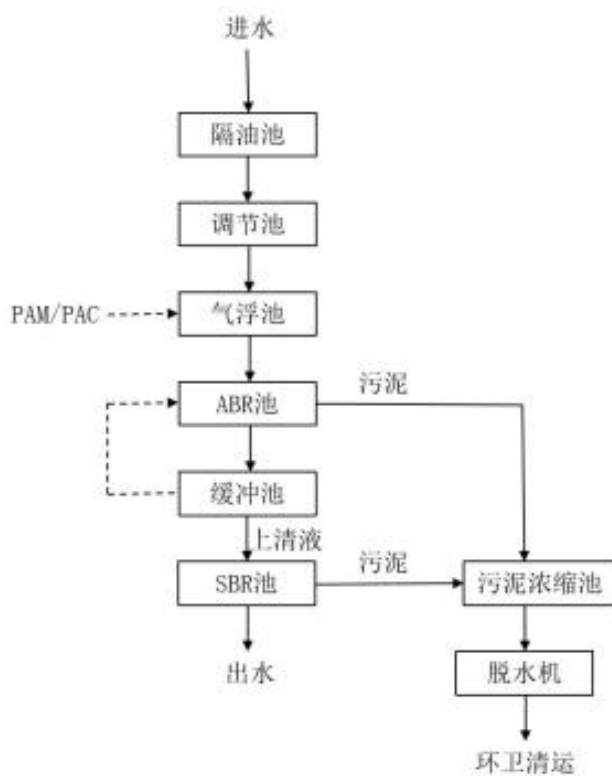 进水
隔油池
调节池
PAM/PAC
气浮池
ABR池
污泥
缓冲池
上清液
SBR池
污泥
污泥浓缩池
出水
脱水机
环卫清运